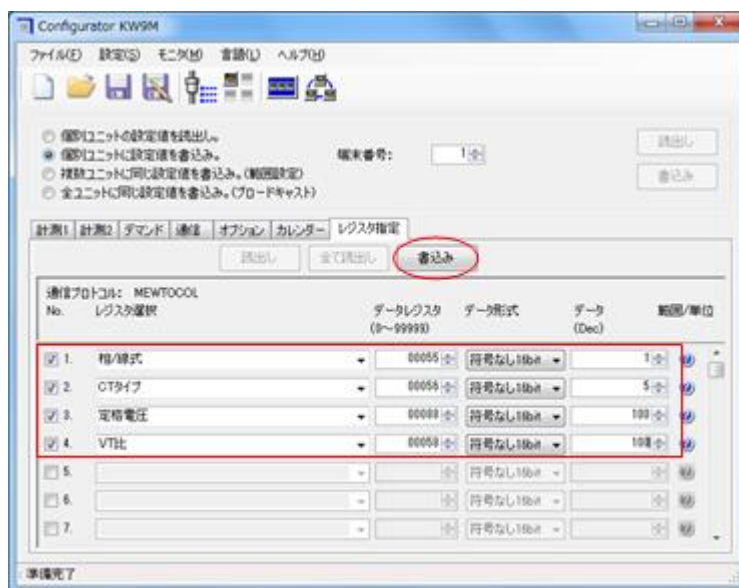 Configurator KW9M
ファイル(F) 設定(S) モニタ(M) 言語(L) ヘルプ(H)
個別ユニットの設定値を読出し。
個別ユニットに設定値を書込み。
複数ユニットに同じ設定値を書込み。(範囲設定)
全ユニットに同じ設定値を書込み。(ブロードキャスト)
端末番号: 1
読出し
書込み
計測1 計測2 デマンド 通信 オプション カレンダー レジスタ指定
読出し 全て読出し 書込み
通信プロトコル: MEWTOCOL
No. レジスタ選択 データレジスタ データ形式 データ 範囲/単位
(0～99999) (Dec)
1. 相/線式 00055 符号なし16bit 1
2. CTタイプ 00056 符号なし16bit 5
3. 定格電圧 符号なし16bit 100
4. VT比 符号なし16bit
5. 符号なし16bit
6. 符号なし16bit
7. 符号なし16bit
準備完了